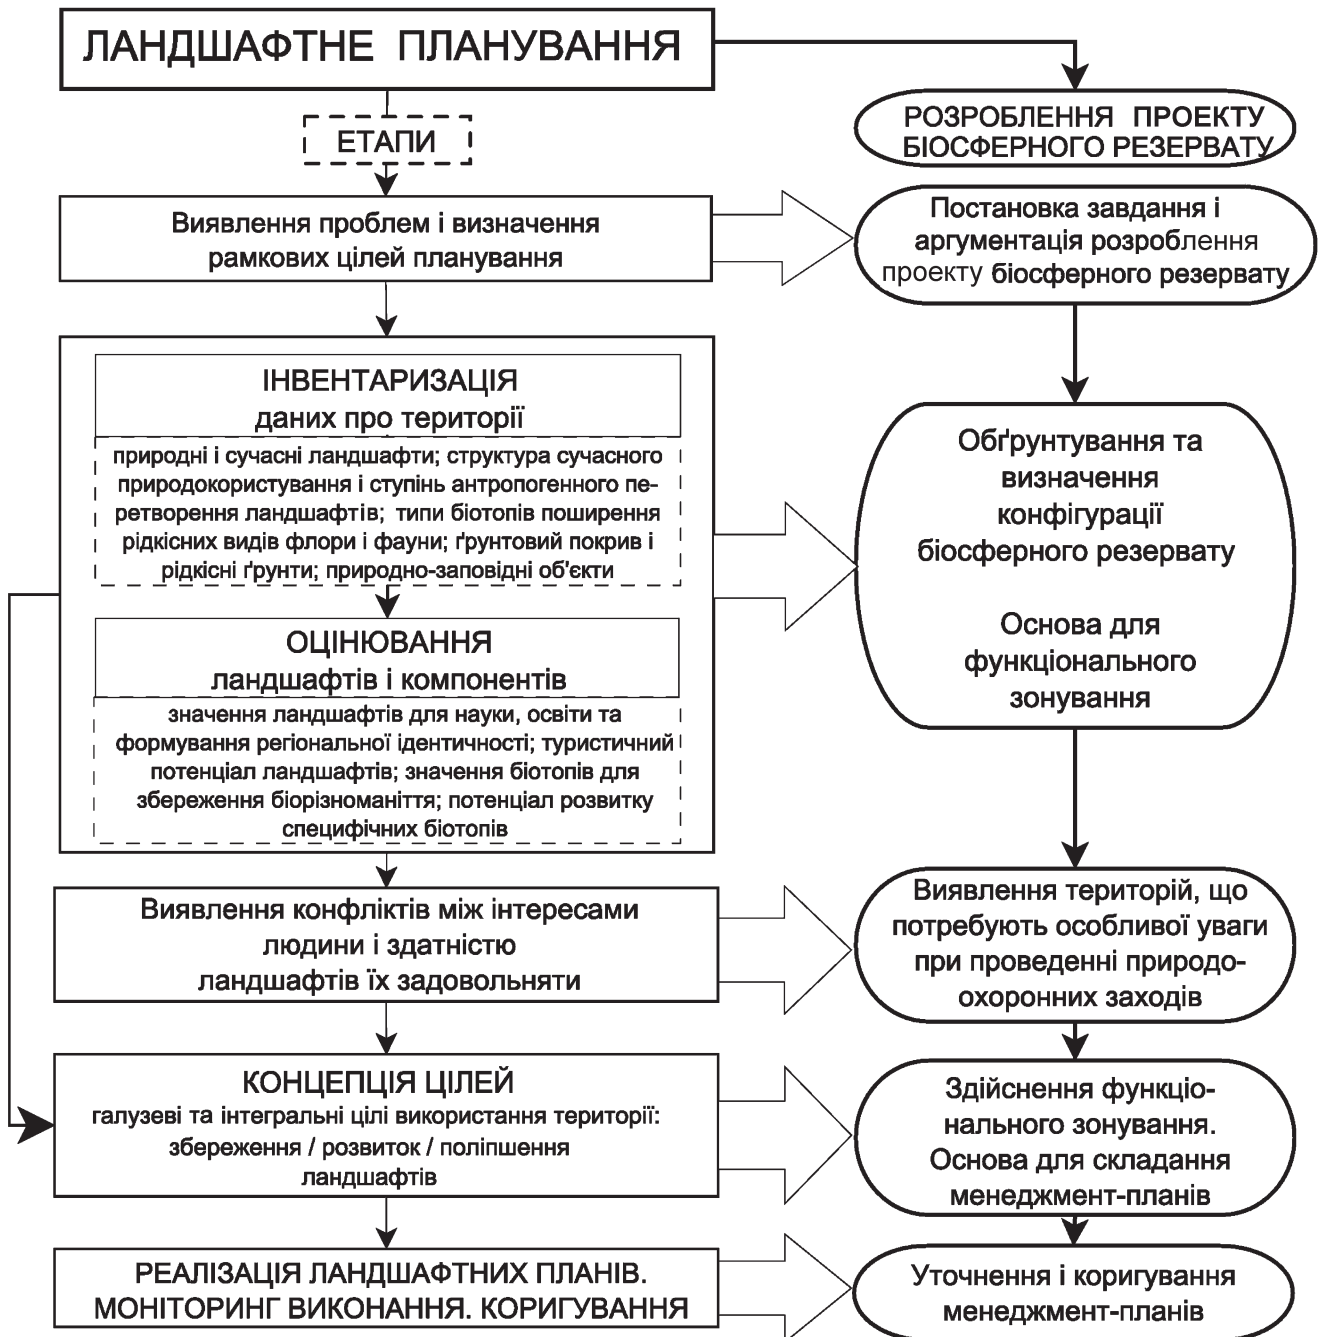 ЛАНДШАФТНЕ ПЛАНУВАННЯ
РОЗРОБЛЕННЯ ПРОЕКТУ
БІОСФЕРНОГО РЕЗЕРВАТУ
ЕТАПИ
Виявлення проблем і визначення
рамкових цілей планування
Постановка завдання і
аргументація розроблення
проекту біосферного резервату
ІНВЕНТАРИЗАЦІЯ
даних про території
природні і сучасні ландшафти; структура сучасного
природокористування і ступінь антропогенного пе-
ретворення ландшафтів; типи біотопів поширення
рідкісних видів флори і фауни; ґрунтовий покрив і
рідкісні ґрунти; природно-заповідні об'єкти
ОЦІНЮВАННЯ
ландшафтів і компонентів
значення ландшафтів для науки, освіти та
формування регіональної ідентичності; туристичний
потенціал ландшафтів; значення біотопів для
збереження біорізноманіття; потенціал розвитку
специфічних біотопів
Обґрунтування та
визначення
конфігурації
біосферного резервату
Основа для
функціонального
зонування
Виявлення конфліктів між інтересами
людини і здатністю
ландшафтів їх задовольняти
Виявлення територій, що
потребують особливої уваги
при проведенні природо-
охоронних заходів
КОНЦЕПЦІЯ ЦІЛЕЙ
галузеві та інтегральні цілі використання території:
збереження / розвиток / поліпшення
ландшафтів
Здійснення функціо-
нального зонування.
Основа для складання
менеджмент-планів
РЕАЛІЗАЦІЯ ЛАНДШАФТНИХ ПЛАНІВ.
МОНІТОРИНГ ВИКОНАННЯ. КОРИГУВАННЯ
Уточнення і коригування
менеджмент-планів